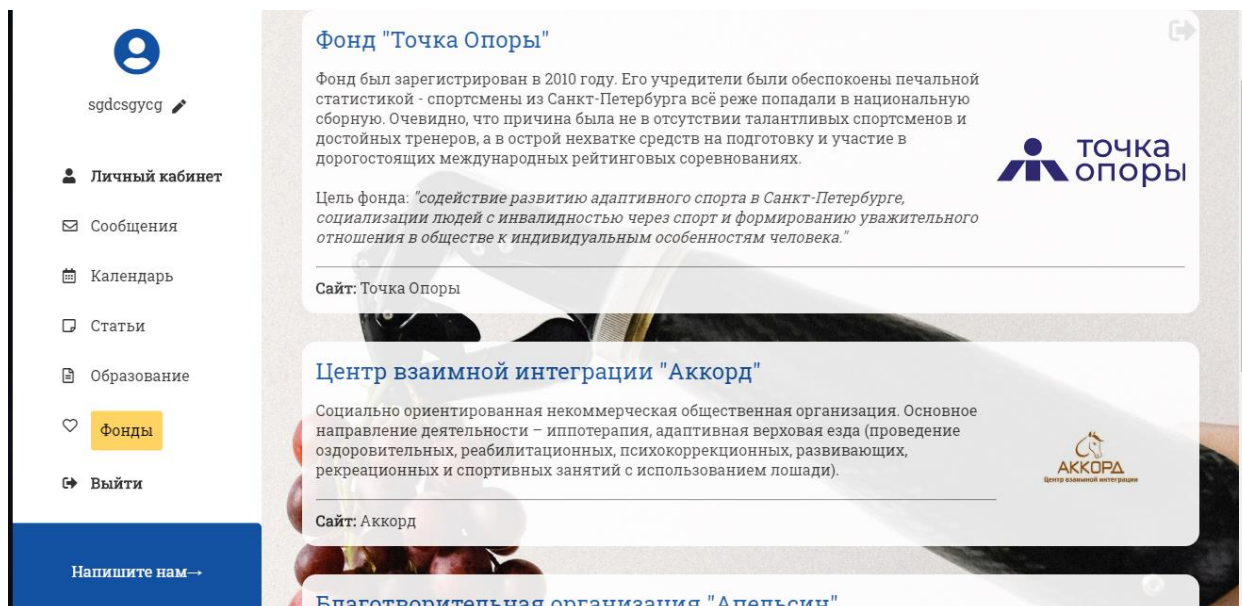 sgdcsgycg
Личный кабинет
Сообщения
Календарь
Статьи
Образование
Фонды
Выйти
Напишите нам→
Фонд "Точка Опоры"
Фонд был зарегистрирован в 2010 году. Его учредители были обеспокоены печальной
статистикой - спортсмены из Санкт-Петербурга всё реже попадали в национальную
сборную. Очевидно, что причина была не в отсутствии талантливых спортсменов и
достойных тренеров, а в острой нехватке средств на подготовку и участие в
дорогостоящих международных рейтинговых соревнованиях.
Цель фонда: "содействие развитию адаптивного спорта в Санкт-Петербурге,
социализации людей с инвалидностью через спорт и формированию уважительного
отношения в обществе к индивидуальным особенностям человека."
точка
опоры
Сайт: Точка Опоры
Центр взаимной интеграции "Аккорд"
Социально ориентированная некоммерческая общественная организация. Основное
направление деятельности – иппотерапия, адаптивная верховая езда (проведение
оздоровительных, реабилитационных, психокоррекционных, развивающих,
рекреационных и спортивных занятий с использованием лошади).
АККОРД
Центр взаимной интеграции
Сайт: Аккорд
Благотворительная организация "Апельсин"